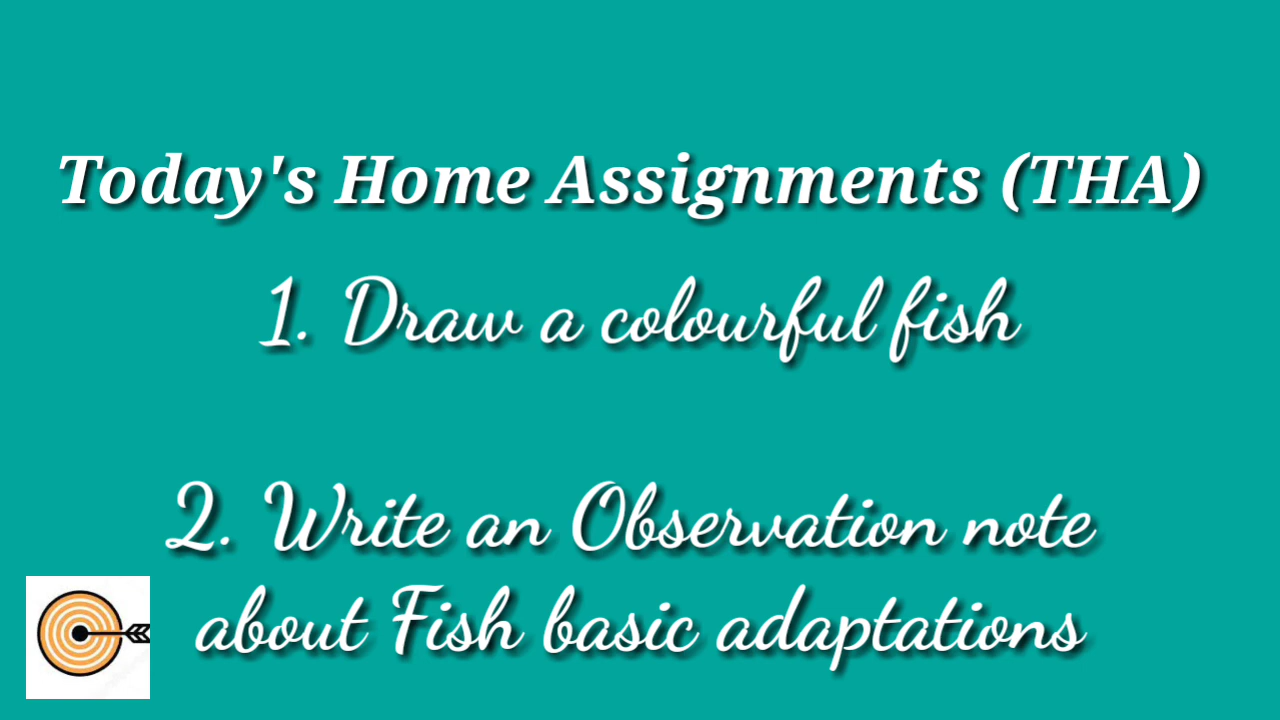 Today's Home Assignments (THA)
1. Draw a colourful fish
2. Write an Observation note
about Fish basic adaptations